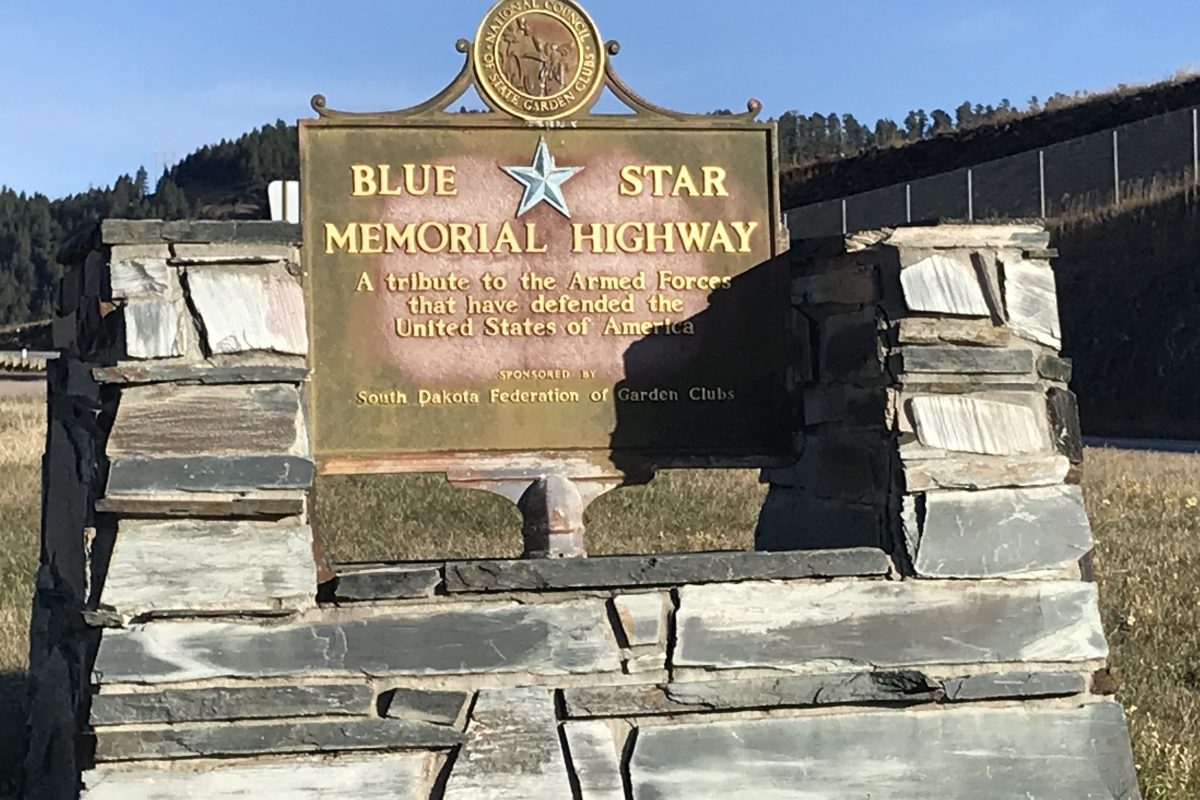 NATIONAL COUNCIL
OF STATE GARDEN CLUBS
BLUE STAR
MEMORIAL HIGHWAY
A tribute to the Armed Forces
that have defended the
United States of America
SPONSORED BY
South Dakota Federation of Garden Clubs